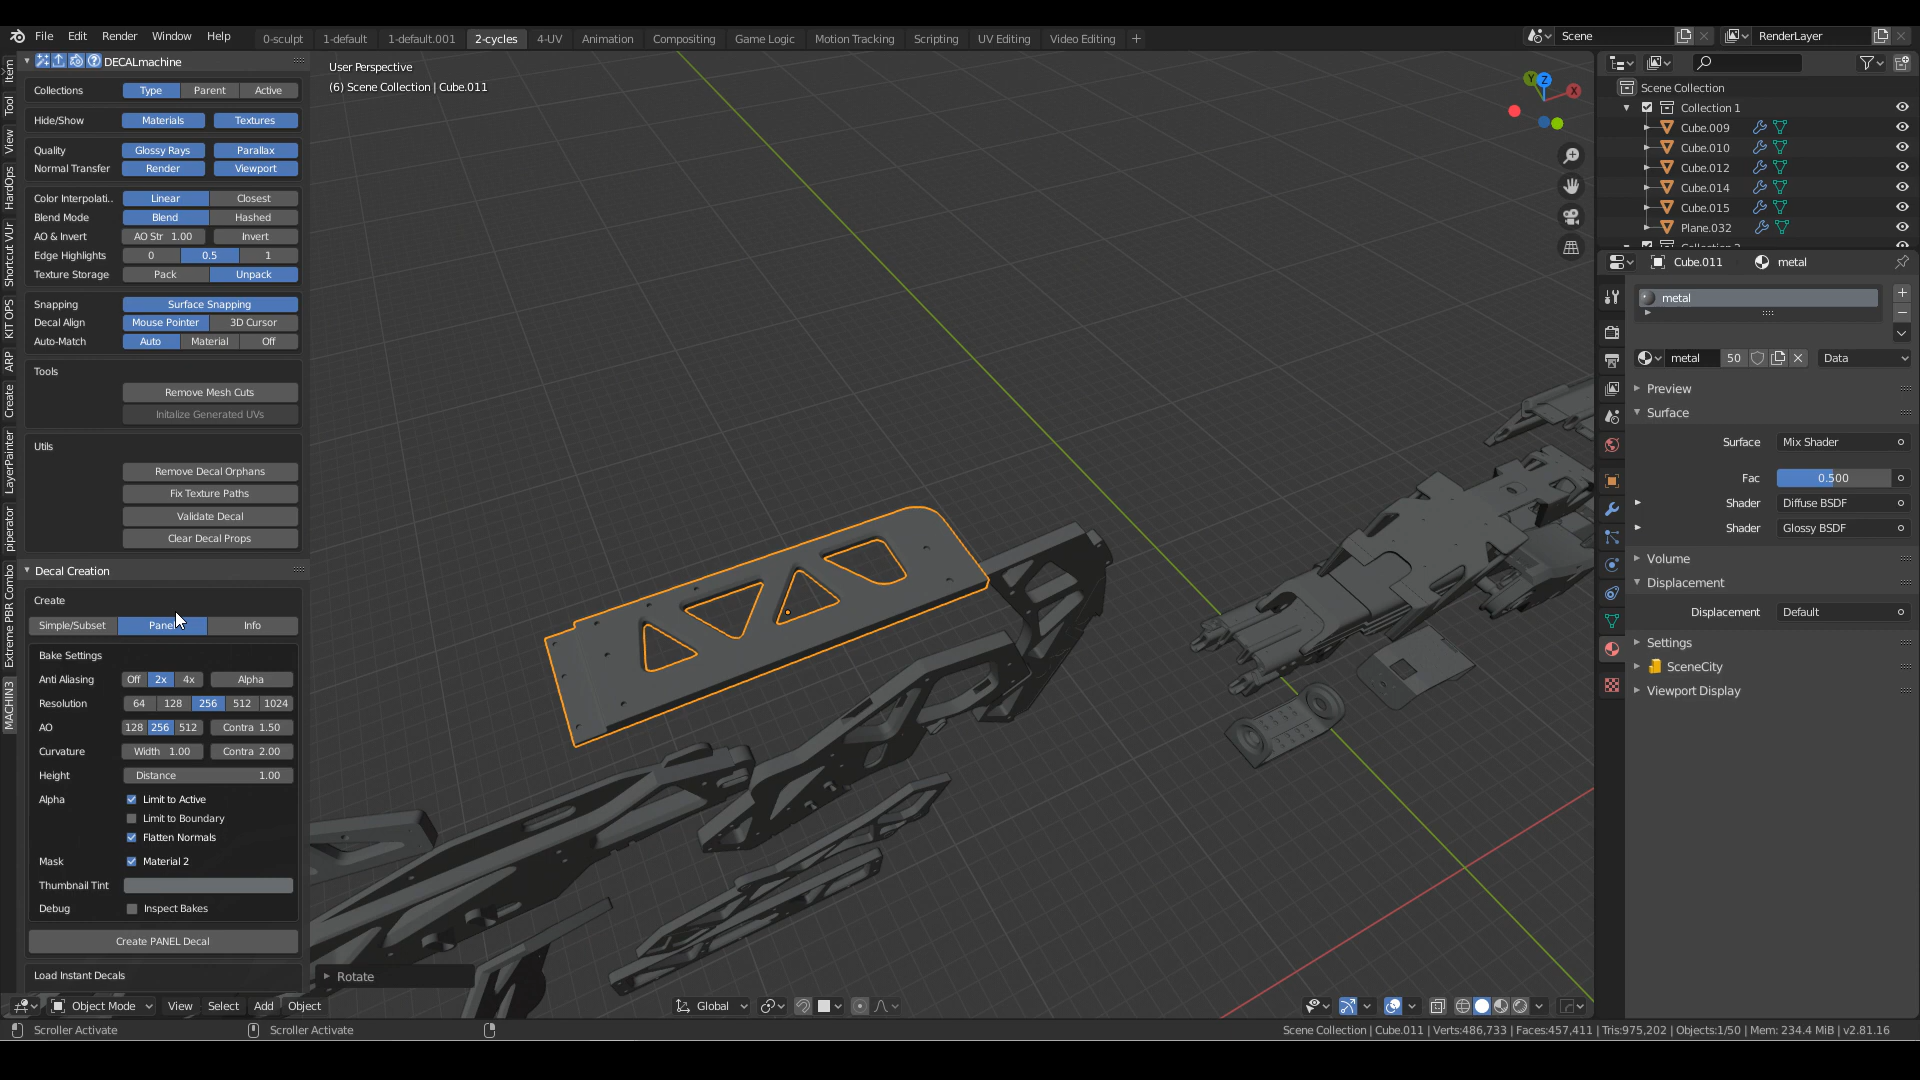 File Edit Render Window Help
0-sculpt 1-default 1-default.001 2-cycles 4-UV Animation Compositing Game Logic Motion Tracking Scripting UV Editing Video Editing +
Scene RenderLayer
Item
Tool
View
HardOps
Shortcut VUr
KIT OPS
ARP
Create
LayerPainter
piperator
Extreme PBR Combo
MACHIN3
DECALmachine
Collections Type Parent Active
Hide/Show Materials Textures
Quality Glossy Rays Parallax
Normal Transfer Render Viewport
Color Interpolati.. Linear Closest
Blend Mode Blend Hashed
AO & Invert AO Str 1.00 Invert
Edge Highlights 0 0.5 1
Texture Storage Pack Unpack
Snapping Surface Snapping
Decal Align Mouse Pointer 3D Cursor
Auto-Match Auto Material Off
Tools
Remove Mesh Cuts
Initalize Generated UVs
Utils
Remove Decal Orphans
Fix Texture Paths
Validate Decal
Clear Decal Props
Decal Creation
Create
Simple/Subset Panel Info
Bake Settings
Anti Aliasing Off 2x 4x Alpha
Resolution 64 128 256 512 1024
AO 128 256 512 Contra 1.50
Curvature Width 1.00 Contra 2.00
Height Distance 1.00
Alpha Limit to Active
Limit to Boundary
Flatten Normals
Mask Material 2
Thumbnail Tint
Debug Inspect Bakes
Create PANEL Decal
Load Instant Decals
User Perspective
(6) Scene Collection | Cube.011
Y Z X
Rotate
Object Mode View Select Add Object
Global
Scene Collection
Collection 1
Cube.009
Cube.010
Cube.012
Cube.014
Cube.015
Plane.032
Cube.011 metal
metal
metal 50 Data
Preview
Surface
Surface Mix Shader
Fac 0.500
Shader Diffuse BSDF
Shader Glossy BSDF
Volume
Displacement
Displacement Default
Settings
SceneCity
Viewport Display
Scroller Activate Scroller Activate
Scene Collection | Cube.011 | Verts:486,733 | Faces:457,411 | Tris:975,202 | Objects:1/50 | Mem: 234.4 MiB | v2.81.16